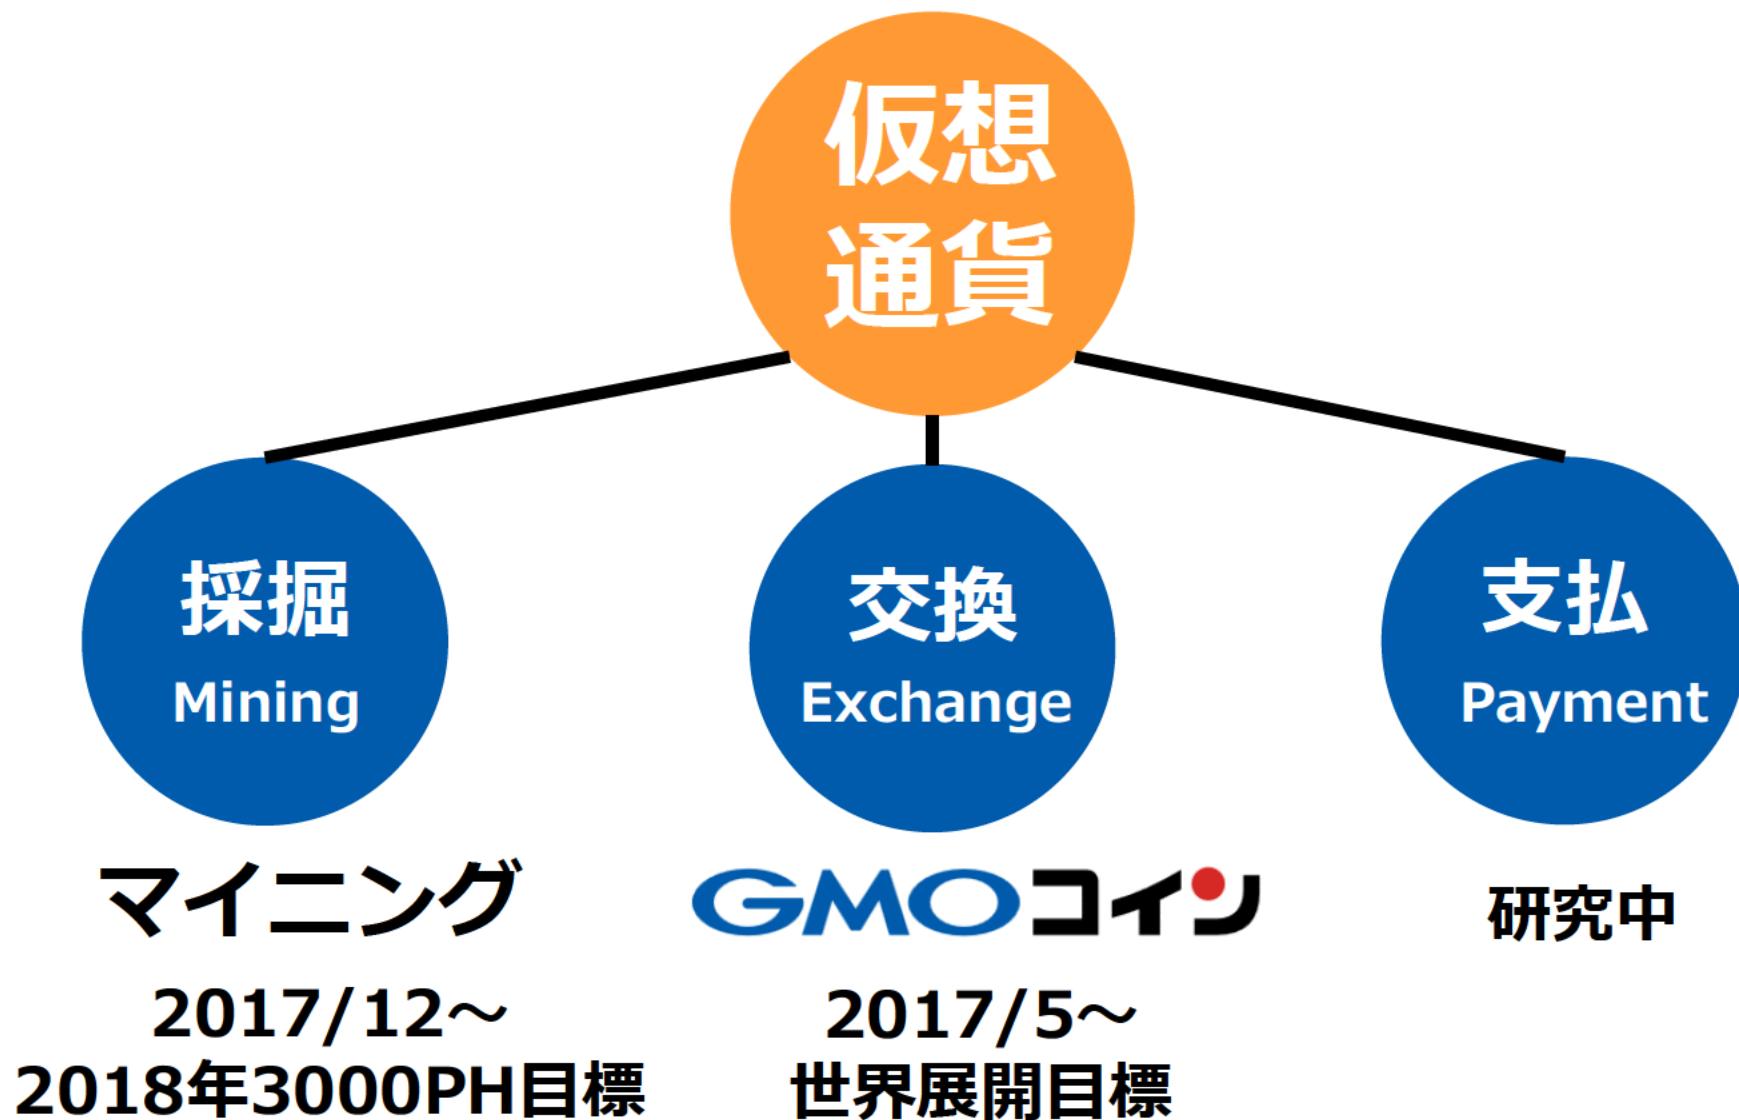 仮想
通貨
採掘
Mining
マイニング
2017/12～
2018年3000PH目標
交換
Exchange
GMOコイン
2017/5～
世界展開目標
支払
Payment
研究中